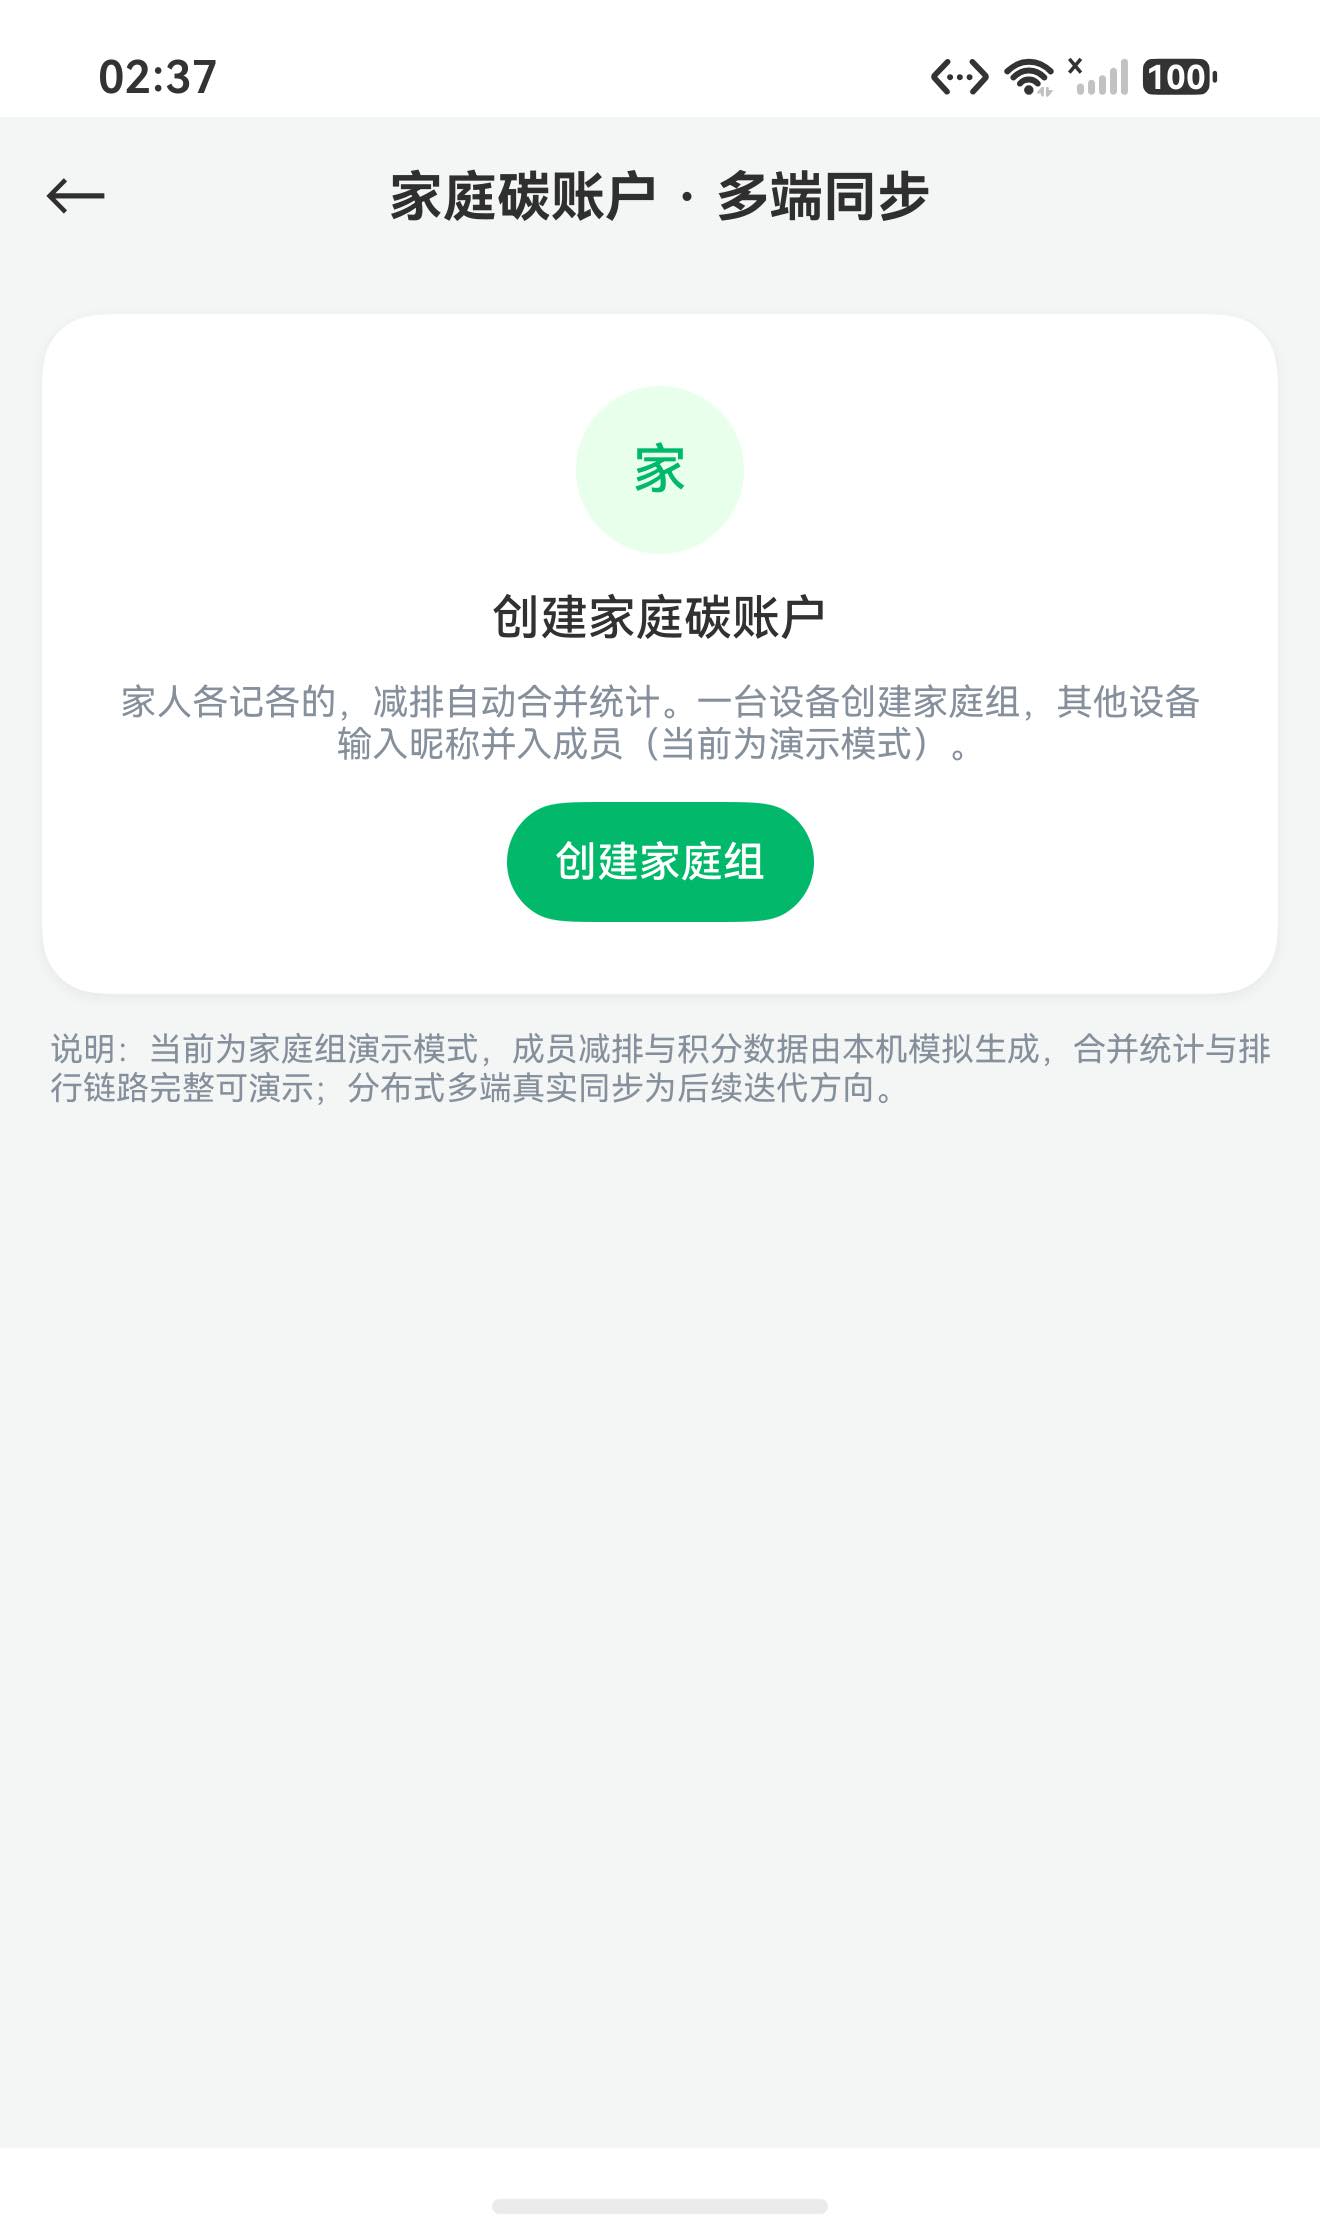 02:37
100
家庭碳账户 · 多端同步
家
创建家庭碳账户
家人各记各的，减排自动合并统计。一台设备创建家庭组，其他设备
输入昵称并入成员（当前为演示模式）。
创建家庭组
说明：当前为家庭组演示模式，成员减排与积分数据由本机模拟生成，合并统计与排
行链路完整可演示；分布式多端真实同步为后续迭代方向。